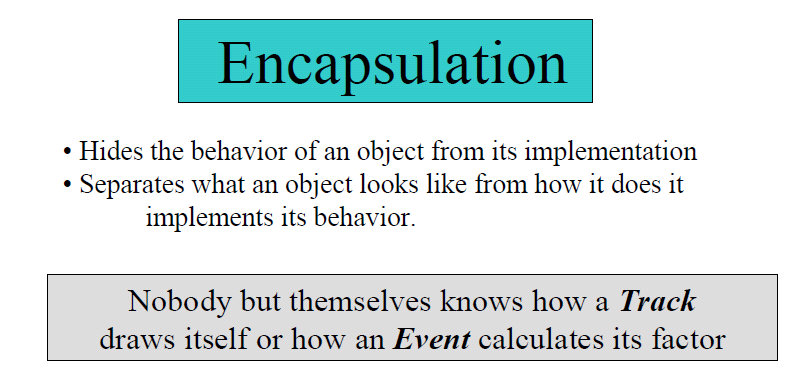 Encapsulation
• Hides the behavior of an object from its implementation
• Separates what an object looks like from how it does it
implements its behavior.
Nobody but themselves knows how a Track
draws itself or how an Event calculates its factor